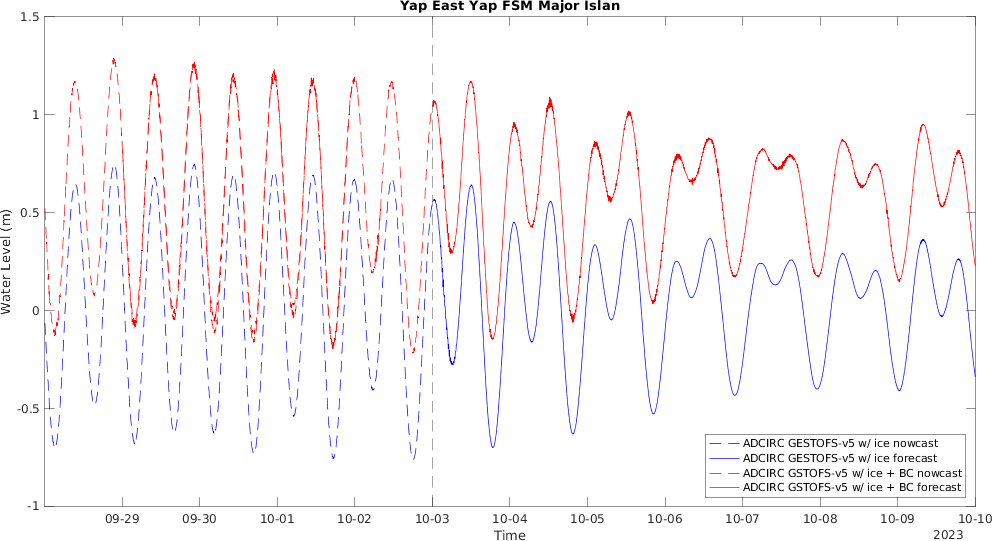 Yap East Yap FSM Major Islan
1.5
1
0.5
0
-0.5
-1
Water Level (m)
09-29
09-30
10-01
10-02
10-03
10-04
10-05
10-06
10-07
10-08
10-09
10-10
Time
2023
ADCIRC GESTOFS-v5 w/ ice nowcast
ADCIRC GESTOFS-v5 w/ ice forecast
ADCIRC GSTOFS-v5 w/ ice + BC nowcast
ADCIRC GSTOFS-v5 w/ ice + BC forecast